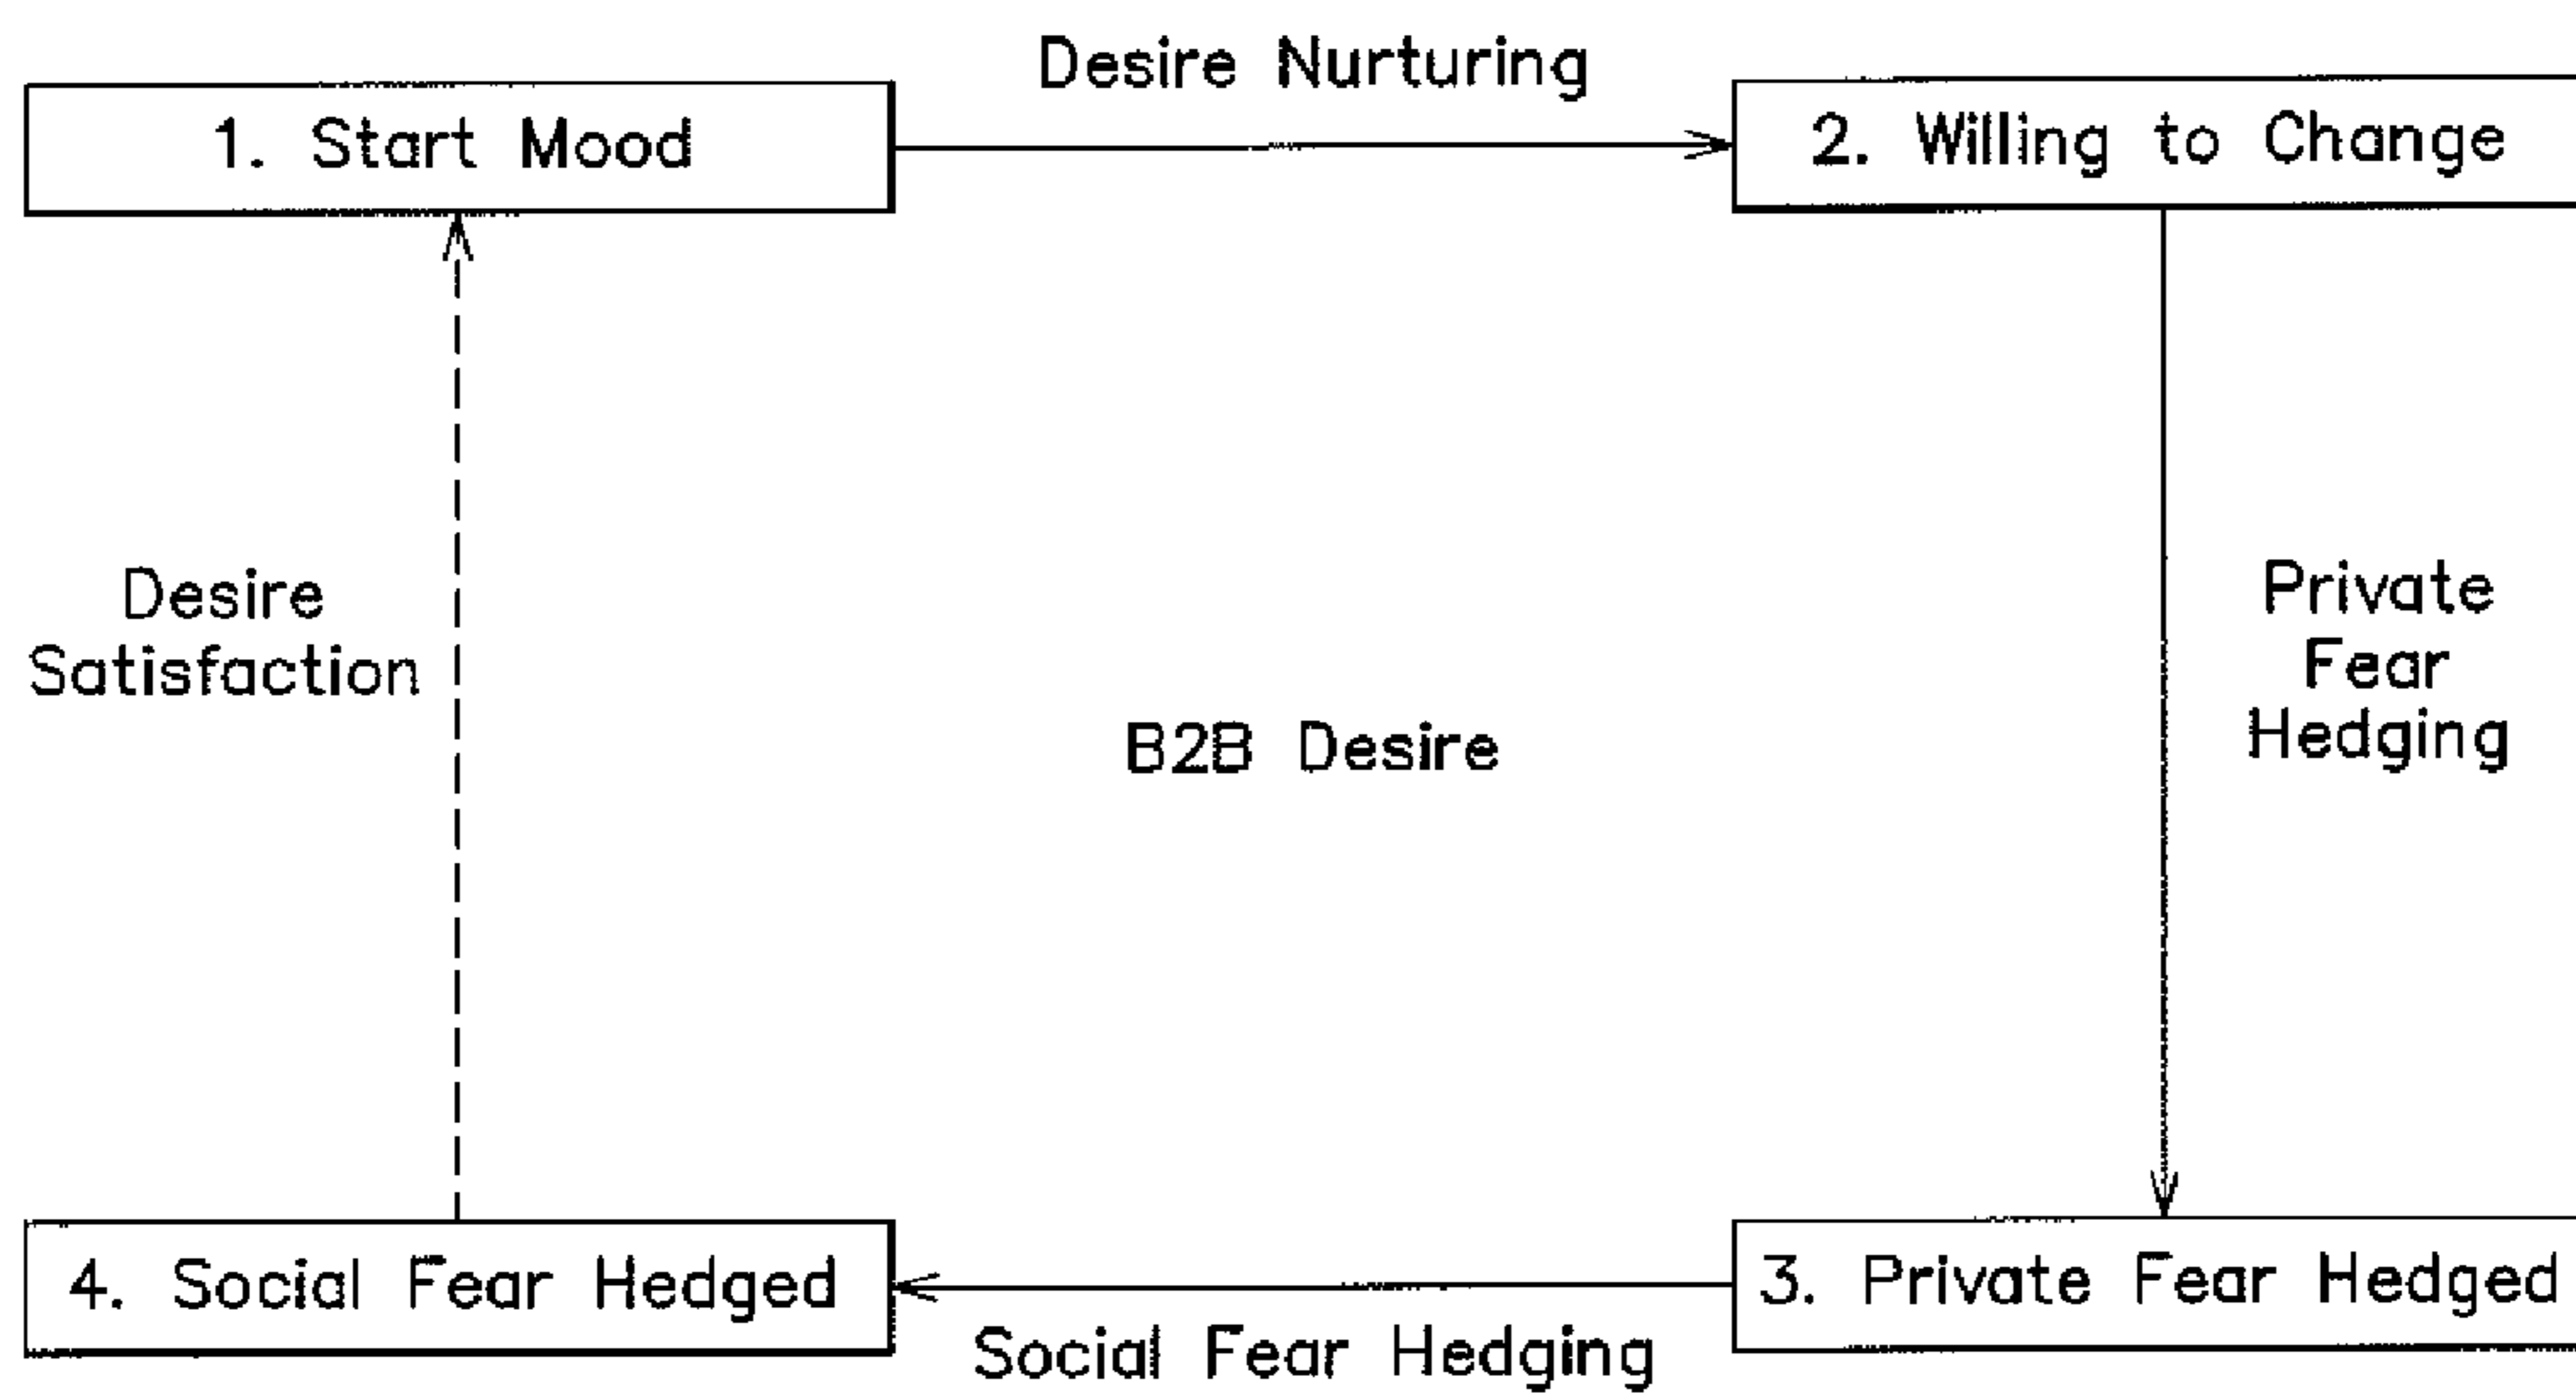 Desire Nurturing
1. Start Mood
2. Willing to Change
Desire
Satisfaction
Private
Fear
Hedging
B2B Desire
4. Social Fear Hedged
3. Private Fear Hedged
Social Fear Hedging